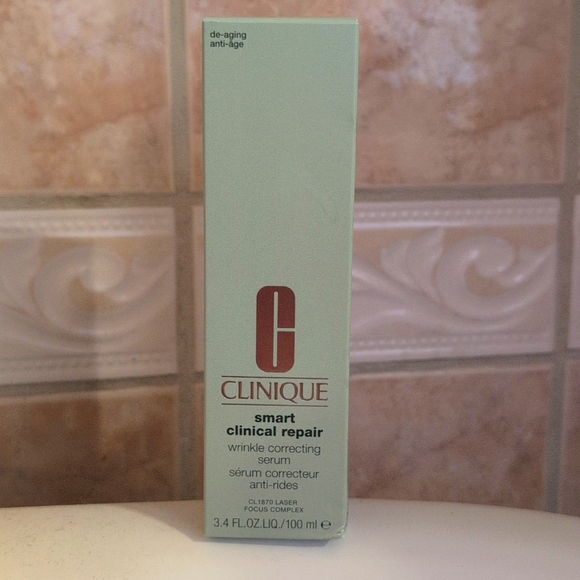 de-aging
anti-âge
C
CLINIQUE
smart
clinical repair
wrinkle correcting
serum
sérum correcteur
anti-rides
CL1870 LASER
FOCUS COMPLEX
3.4 FL.OZ.LIQ./100 ml ℮